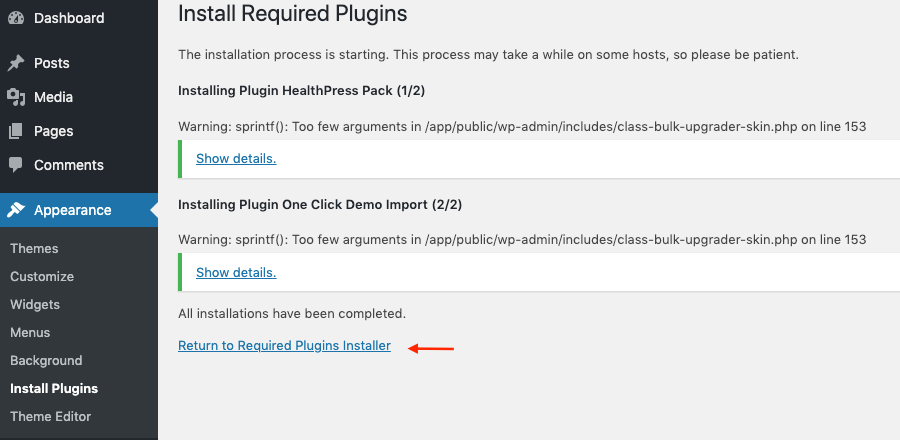 Dashboard
Posts
Media
Pages
Comments
Appearance
Themes
Customize
Widgets
Menus
Background
Install Plugins
Theme Editor
Install Required Plugins
The installation process is starting. This process may take a while on some hosts, so please be patient.
Installing Plugin HealthPress Pack (1/2)
Warning: sprintf(): Too few arguments in /app/public/wp-admin/includes/class-bulk-upgrader-skin.php on line 153
Show details.
Installing Plugin One Click Demo Import (2/2)
Warning: sprintf(): Too few arguments in /app/public/wp-admin/includes/class-bulk-upgrader-skin.php on line 153
Show details.
All installations have been completed.
Return to Required Plugins Installer